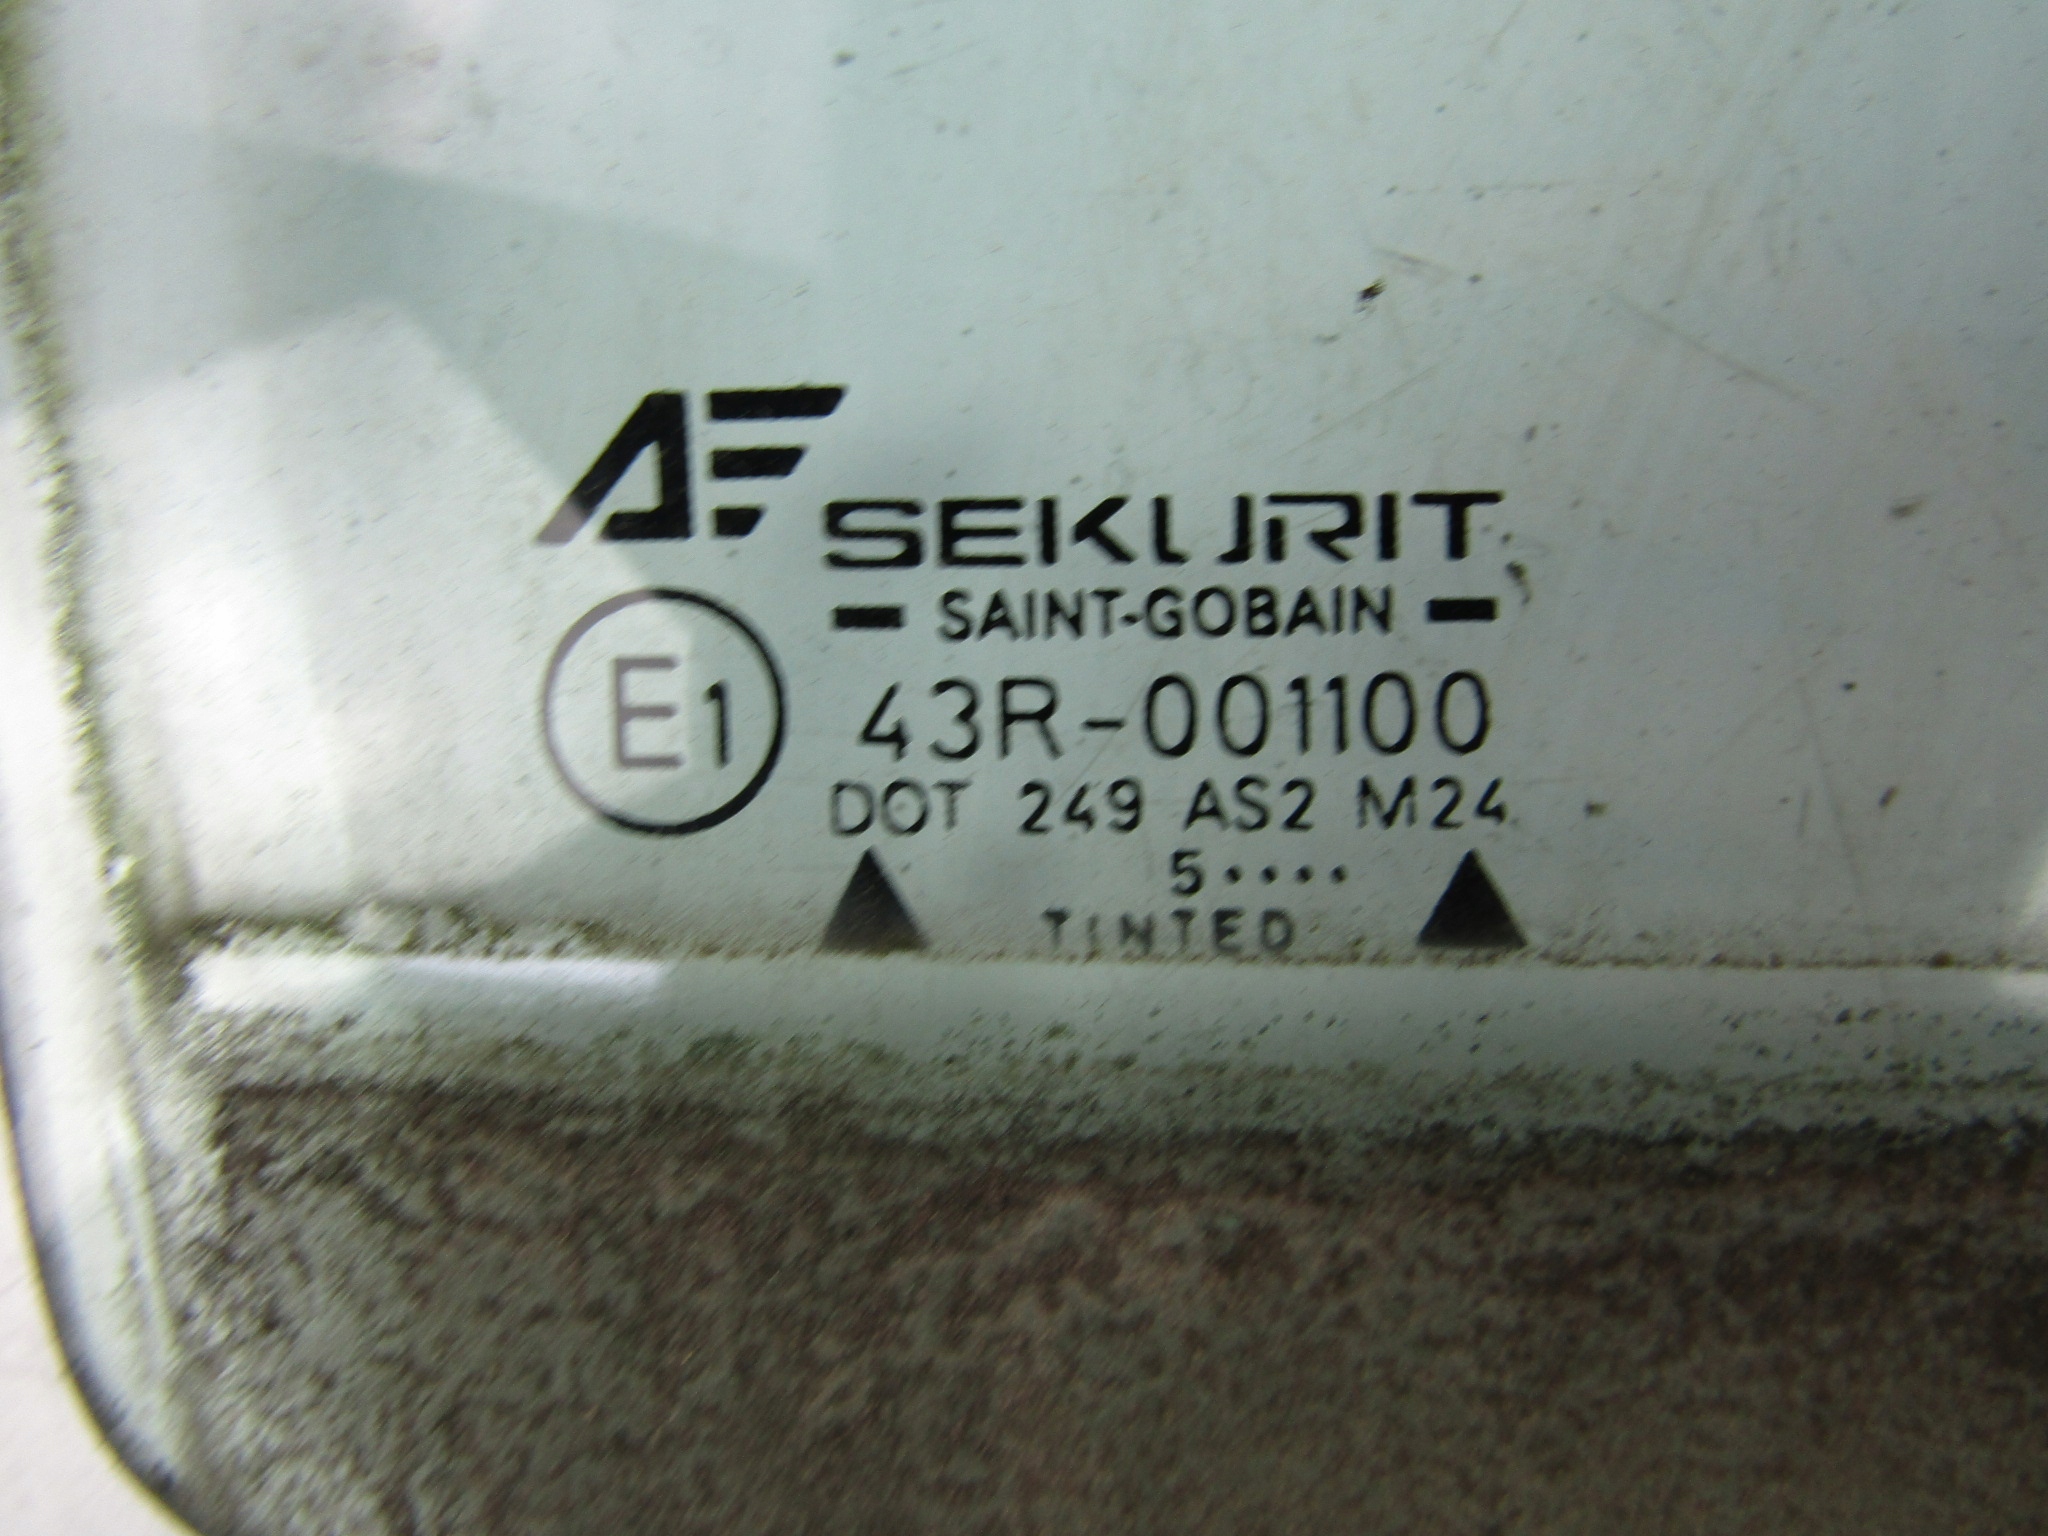 AF
SEKURIT
- SAINT-GOBAIN -
E1 43R-001100
DOT 249 AS2 M24
5....
TINTED